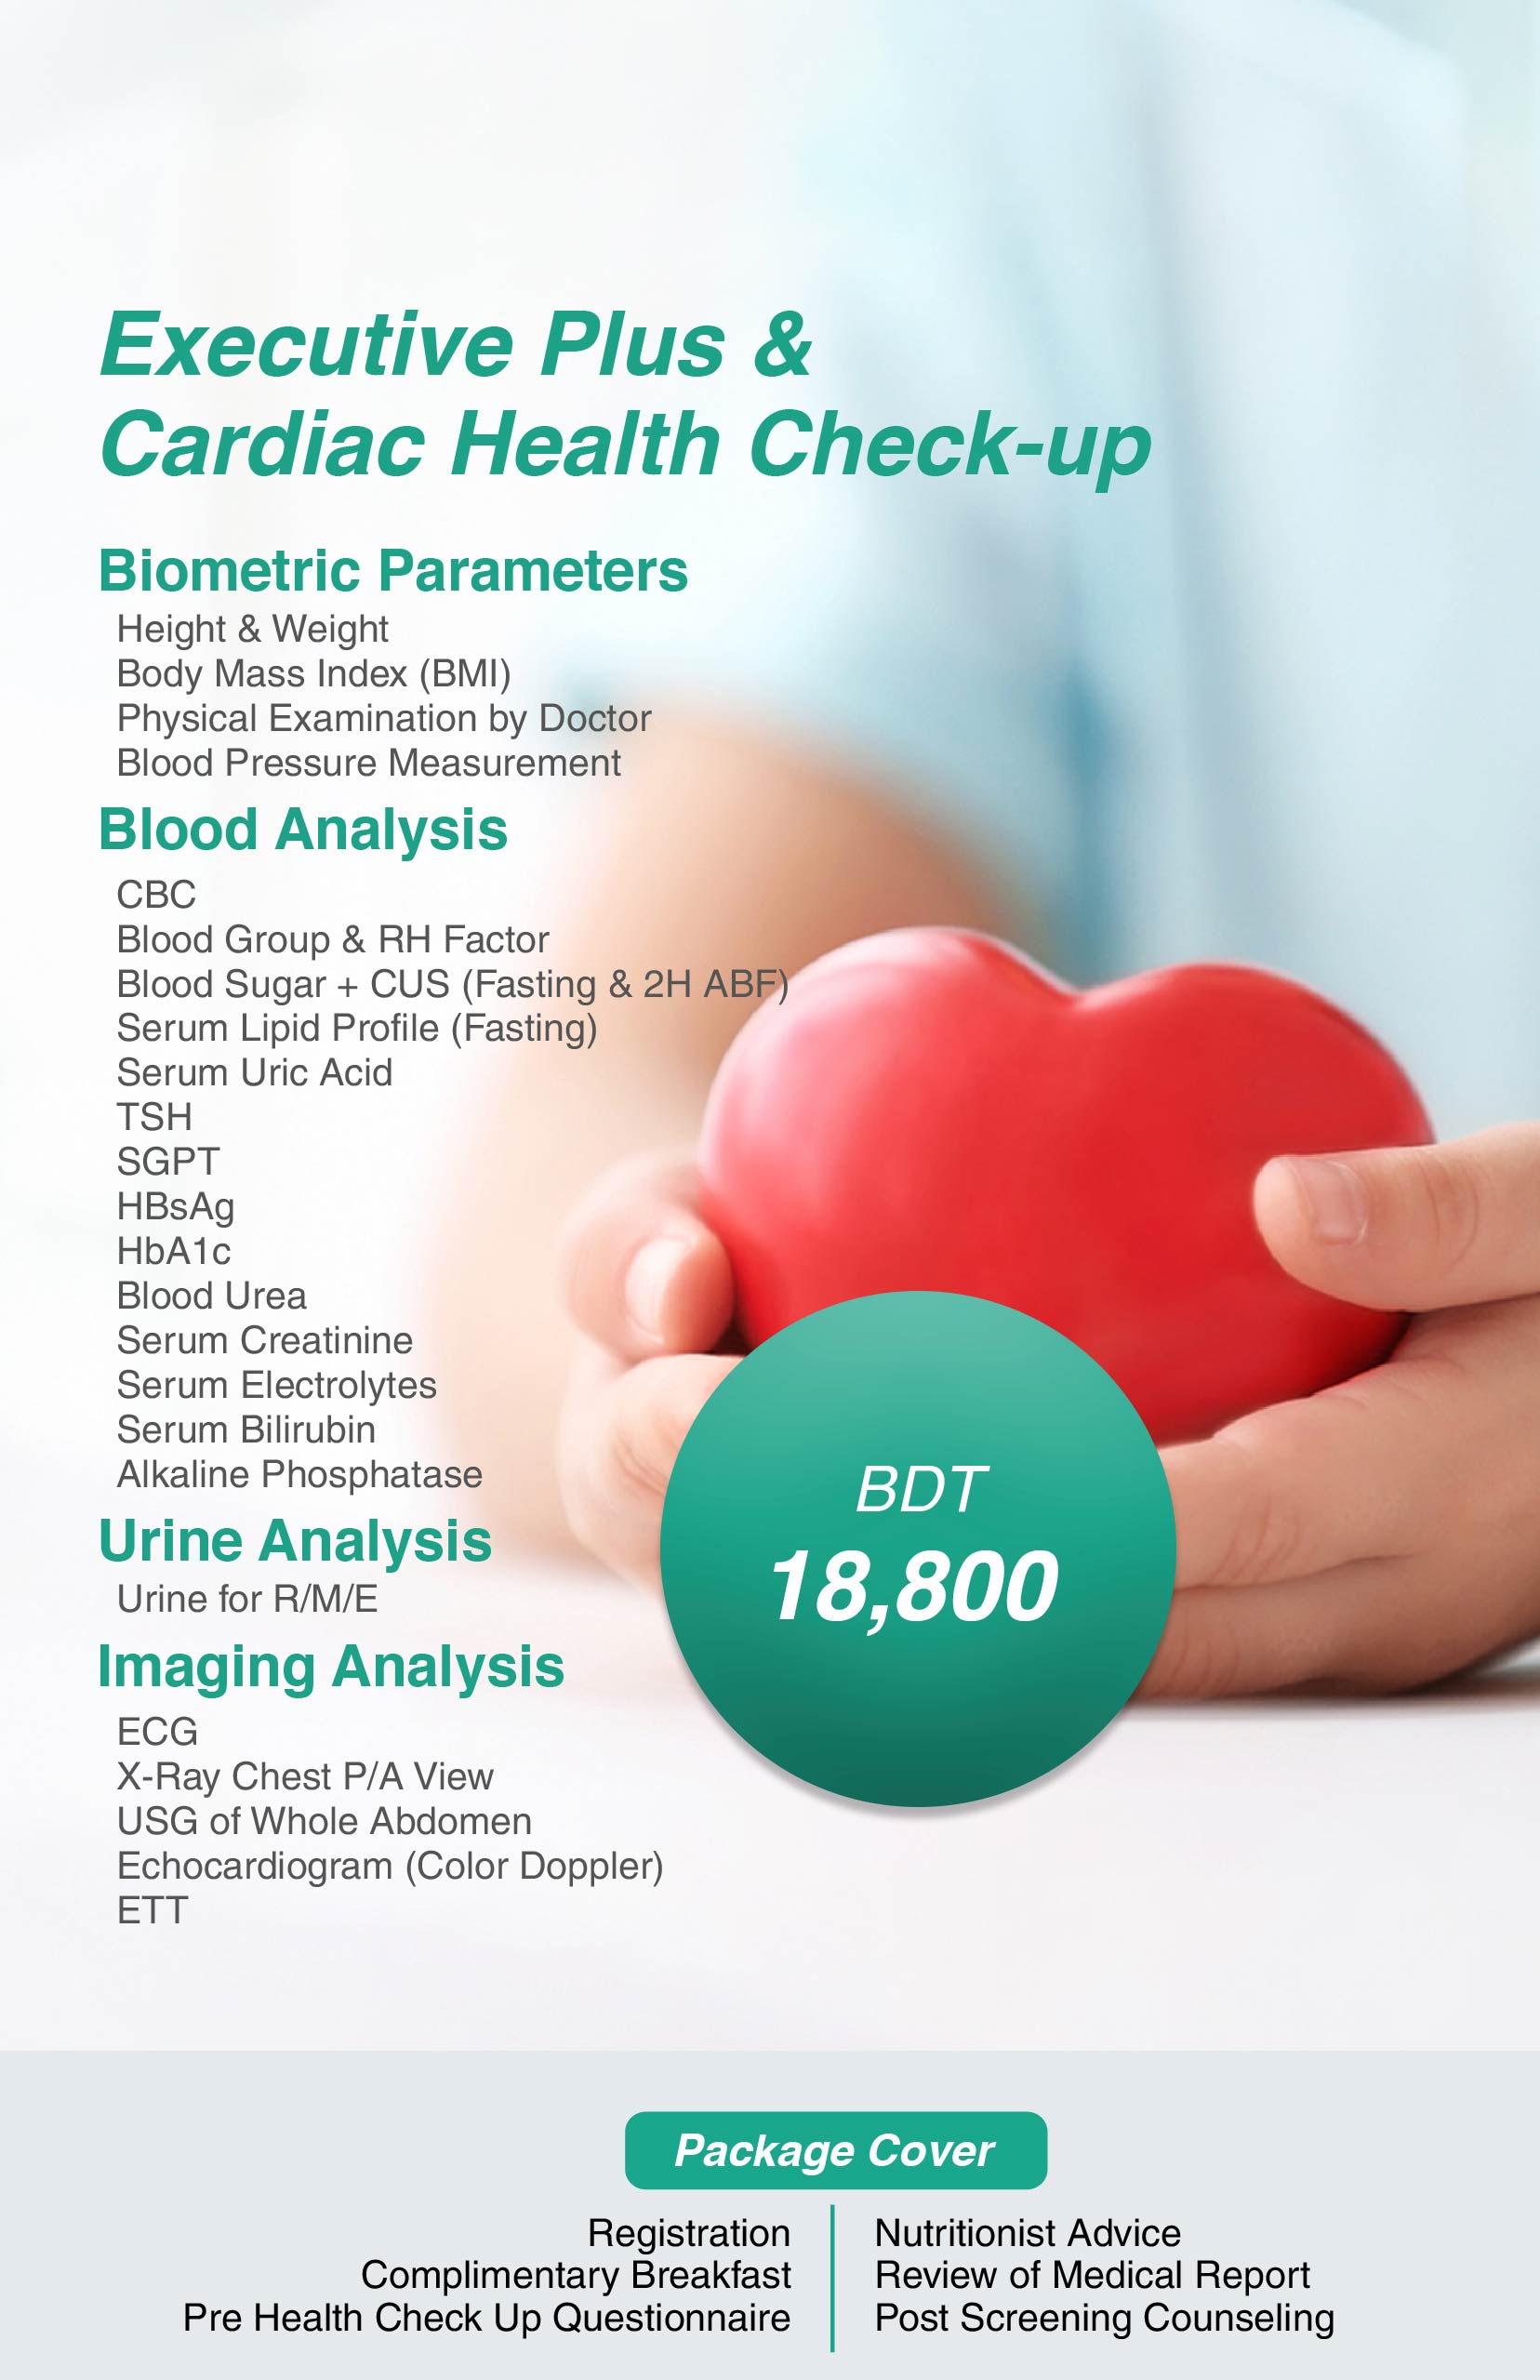 Executive Plus &
Cardiac Health Check-up
Biometric Parameters
Height & Weight
Body Mass Index (BMI)
Physical Examination by Doctor
Blood Pressure Measurement
Blood Analysis
CBC
Blood Group & RH Factor
Blood Sugar + CUS (Fasting & 2H ABF)
Serum Lipid Profile (Fasting)
Serum Uric Acid
TSH
SGPT
HBsAg
HbA1c
Blood Urea
Serum Creatinine
Serum Electrolytes
Serum Bilirubin
Alkaline Phosphatase
Urine Analysis
Urine for R/M/E
Imaging Analysis
ECG
X-Ray Chest P/A View
USG of Whole Abdomen
Echocardiogram (Color Doppler)
ETT
BDT
18,800
Package Cover
Registration
Complimentary Breakfast
Pre Health Check Up Questionnaire
Nutritionist Advice
Review of Medical Report
Post Screening Counseling